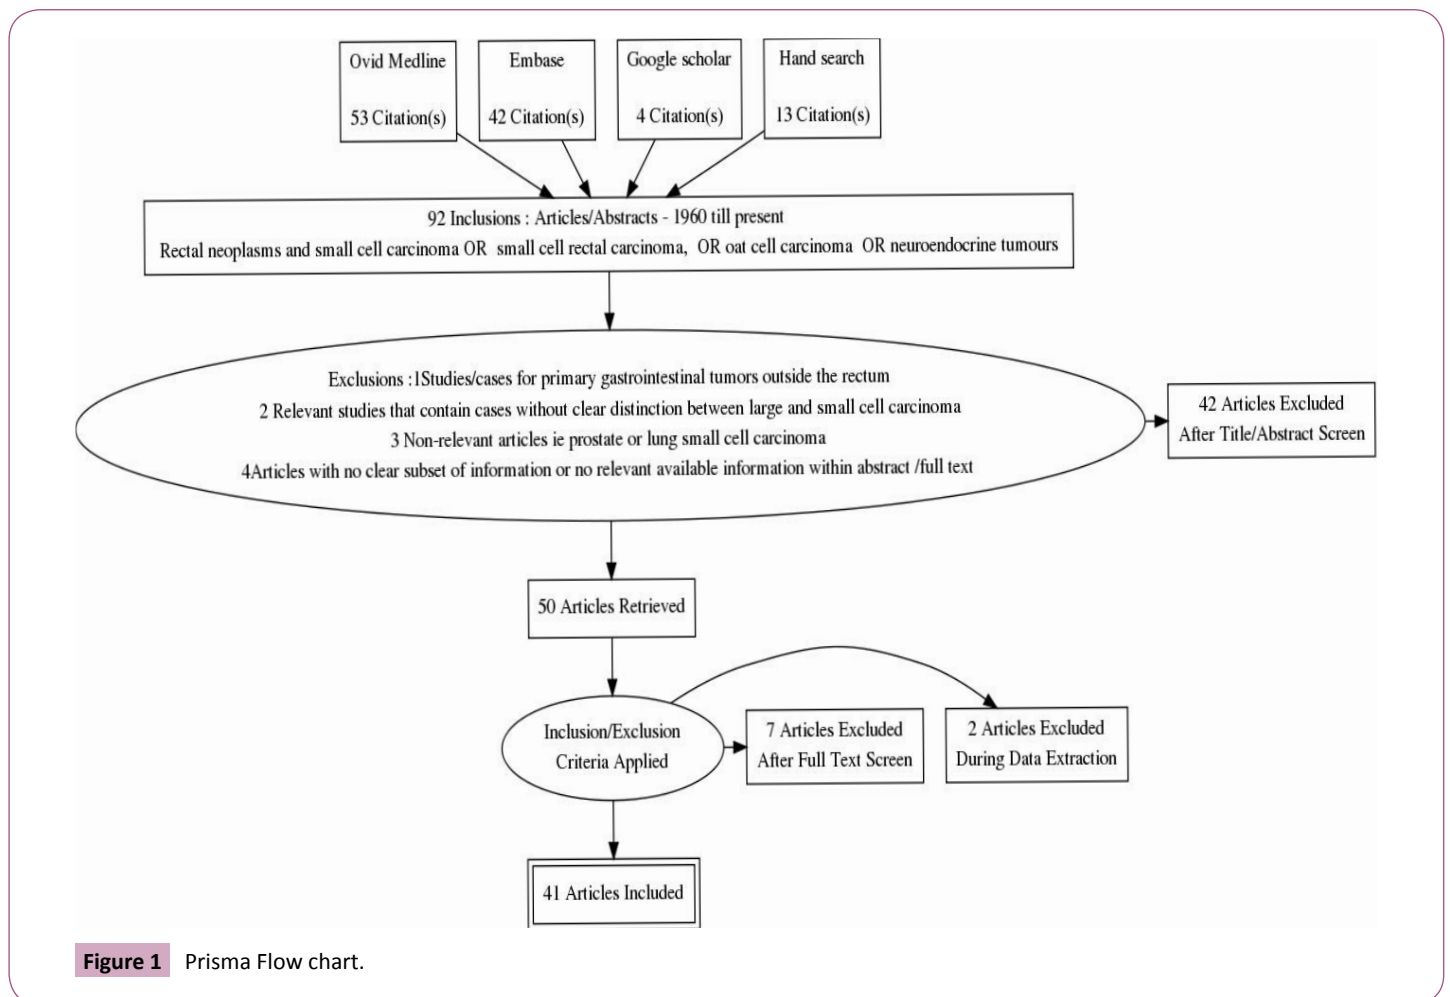 Ovid Medline
53 Citation(s)
Embase
42 Citation(s)
Google scholar
4 Citation(s)
Hand search
13 Citation(s)
92 Inclusions : Articles/Abstracts - 1960 till present
Rectal neoplasms and small cell carcinoma OR small cell rectal carcinoma, OR oat cell carcinoma OR neuroendocrine tumours
Exclusions :1Studies/cases for primary gastrointestinal tumors outside the rectum
2 Relevant studies that contain cases without clear distinction between large and small cell carcinoma
3 Non-relevant articles ie prostate or lung small cell carcinoma
4Articles with no clear subset of information or no relevant available information within abstract /full text
42 Articles Excluded
After Title/Abstract Screen
50 Articles Retrieved
Inclusion/Exclusion
Criteria Applied
7 Articles Excluded
After Full Text Screen
2 Articles Excluded
During Data Extraction
41 Articles Included
Figure 1 Prisma Flow chart.